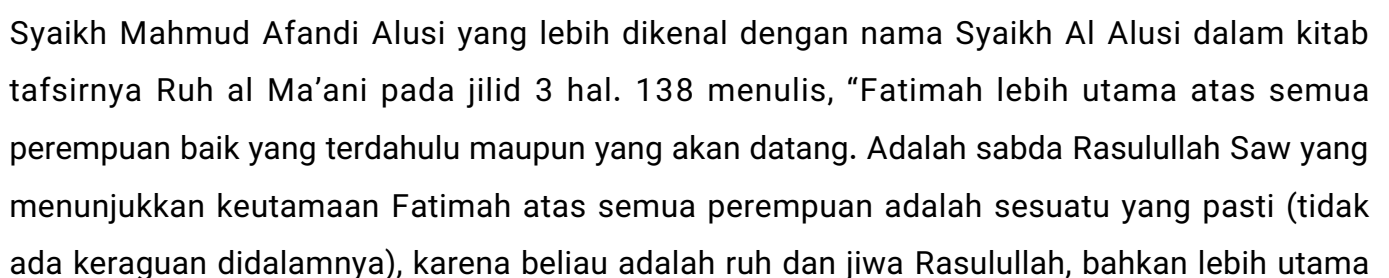 Syaikh Mahmud Afandi Alusi yang lebih dikenal dengan nama Syaikh Al Alusi dalam kitab
tafsirnya Ruh al Ma’ani pada jilid 3 hal. 138 menulis, “Fatimah lebih utama atas semua
perempuan baik yang terdahulu maupun yang akan datang. Adalah sabda Rasulullah Saw yang
menunjukkan keutamaan Fatimah atas semua perempuan adalah sesuatu yang pasti (tidak
ada keraguan didalamnya), karena beliau adalah ruh dan jiwa Rasulullah, bahkan lebih utama